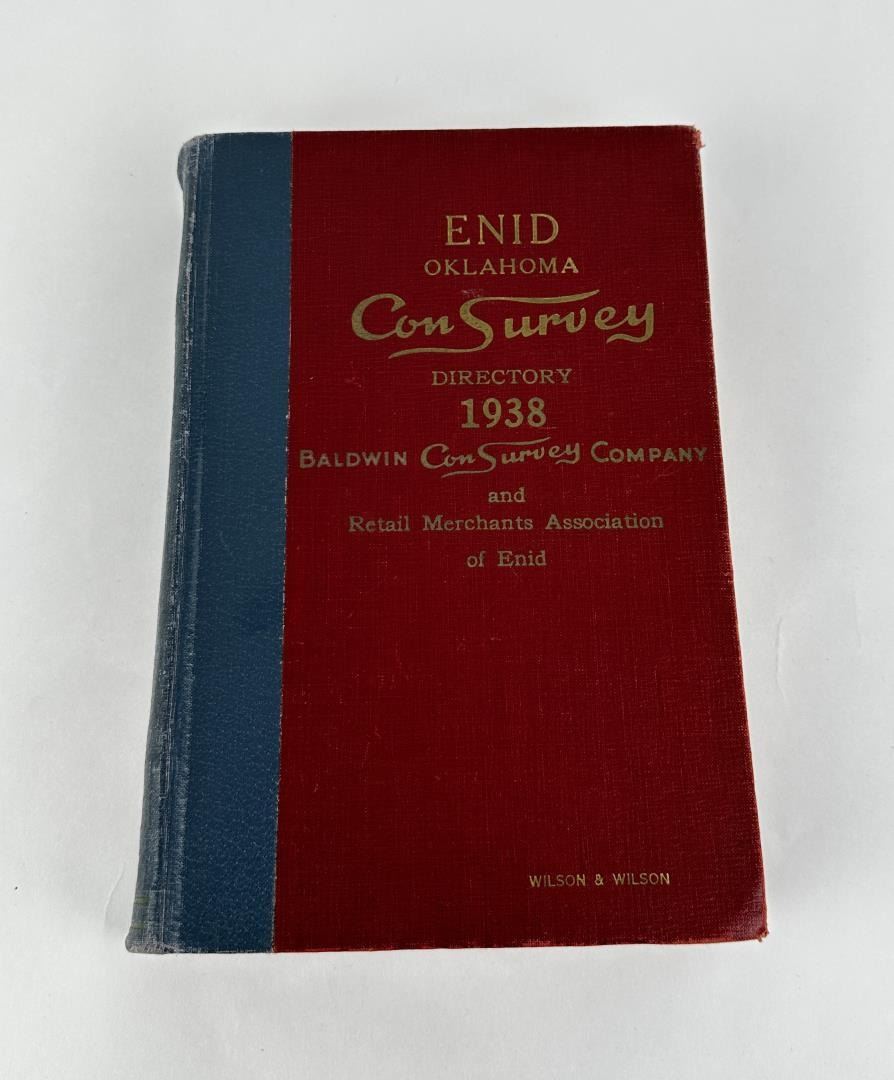 ENID
OKLAHOMA
ConSurvey
DIRECTORY
1938
BALDWIN ConSurvey COMPANY
and
Retail Merchants Association
of Enid
WILSON & WILSON